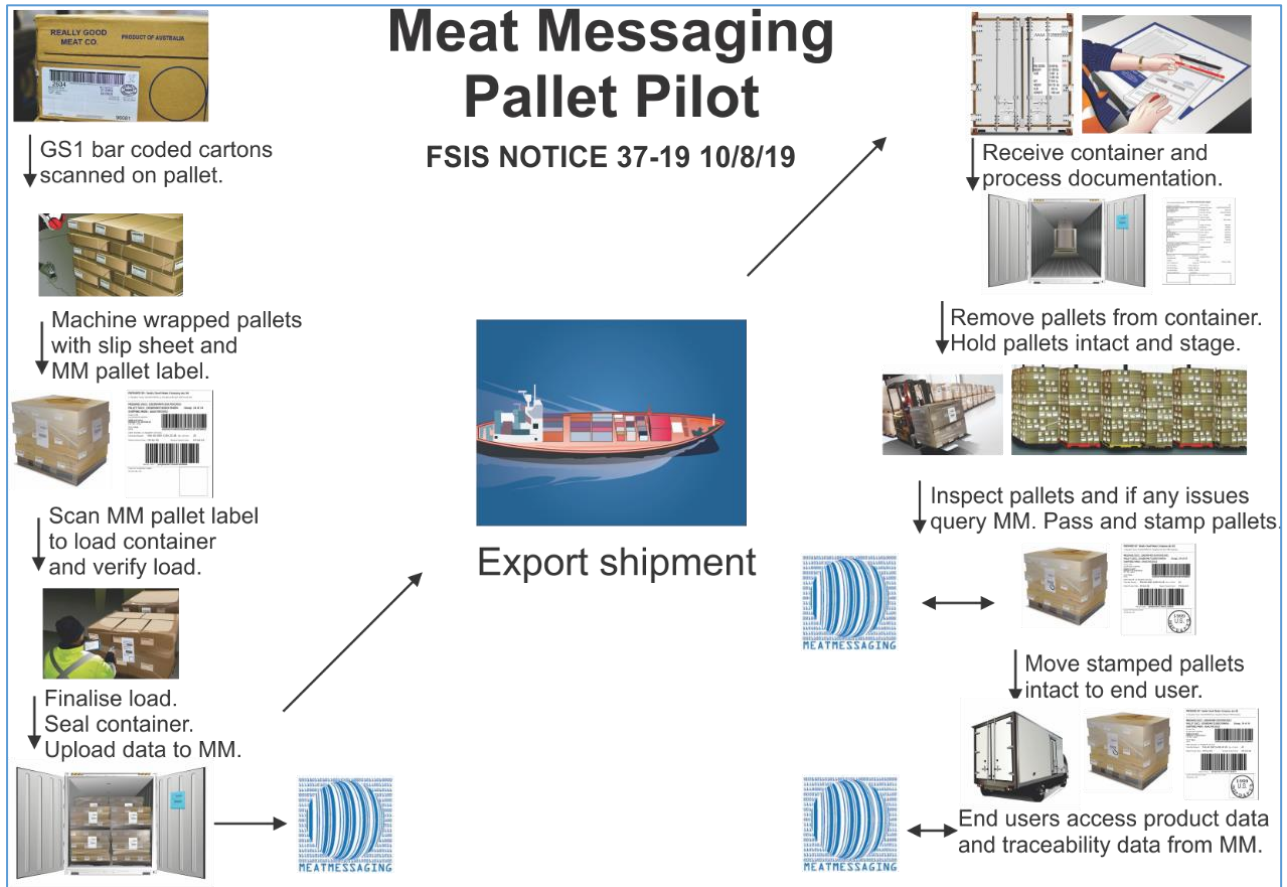 Meat Messaging
Pallet Pilot
FSIS NOTICE 37-19 10/8/19
REALLY GOOD
MEAT CO.
PRODUCT OF AUSTRALIA
GS1 bar coded cartons
scanned on pallet.
Machine wrapped pallets
with slip sheet and
MM pallet label.
Scan MM pallet label
to load container
and verify load.
Finalise load.
Seal container.
Upload data to MM.
MEATMESSAGING
Export shipment
Receive container and
process documentation.
Remove pallets from container.
Hold pallets intact and stage.
Inspect pallets and if any issues
query MM. Pass and stamp pallets.
MEATMESSAGING
Move stamped pallets
intact to end user.
MEATMESSAGING
End users access product data
and traceability data from MM.